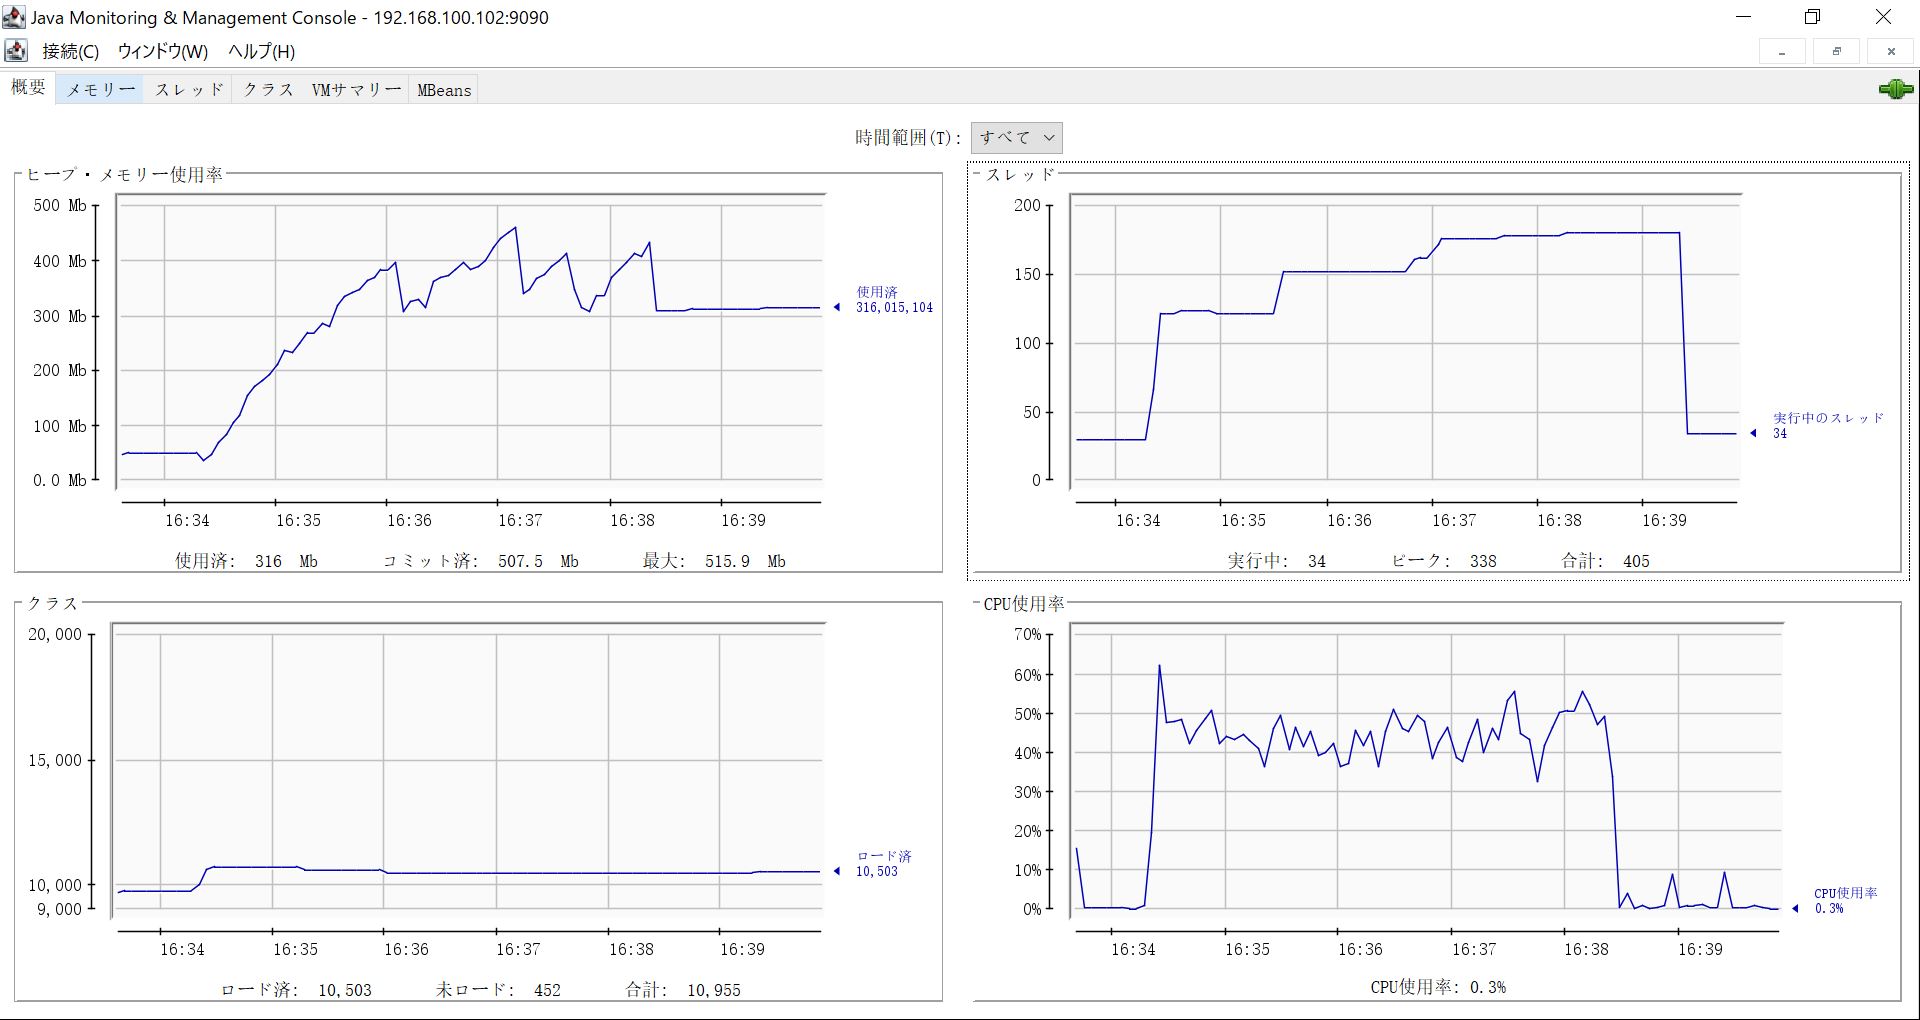 Java Monitoring & Management Console - 192.168.100.102:9090
接続(C) ウィンドウ(W) ヘルプ(H)
概要 メモリー スレッド クラス VMサマリー MBeans
時間範囲(T): すべて
ヒープ・メモリー使用率
500 Mb
400 Mb
300 Mb
200 Mb
100 Mb
0.0 Mb
使用済
316,015,104
16:34 16:35 16:36 16:37 16:38 16:39
使用済: 316 Mb コミット済: 507.5 Mb 最大: 515.9 Mb
スレッド
200
150
100
50
0
実行中のスレッド
34
16:34 16:35 16:36 16:37 16:38 16:39
実行中: 34 ピーク: 338 合計: 405
クラス
20,000
15,000
10,000
9,000
ロード済
10,503
16:34 16:35 16:36 16:37 16:38 16:39
ロード済: 10,503 未ロード: 452 合計: 10,955
CPU使用率
70%
60%
50%
40%
30%
20%
10%
0%
CPU使用率
0.3%
16:34 16:35 16:36 16:37 16:38 16:39
CPU使用率: 0.3%